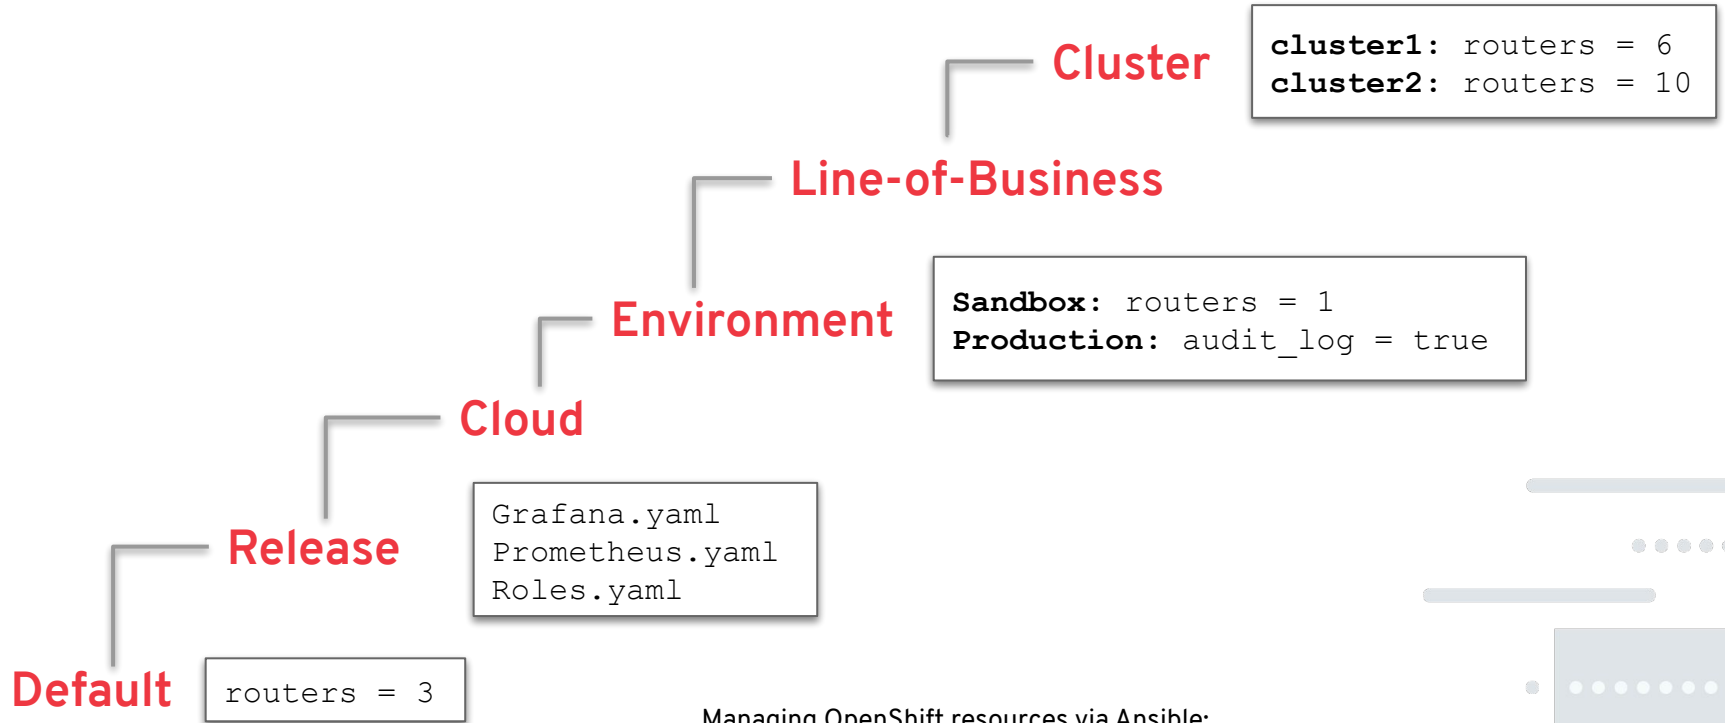 Cluster
cluster1: routers = 6
cluster2: routers = 10
Line-of-Business
Environment
Sandbox: routers = 1
Production: audit_log = true
Cloud
Release
Grafana.yaml
Prometheus.yaml
Roles.yaml
Default
routers = 3
Managing OpenShift resources via Ansible: